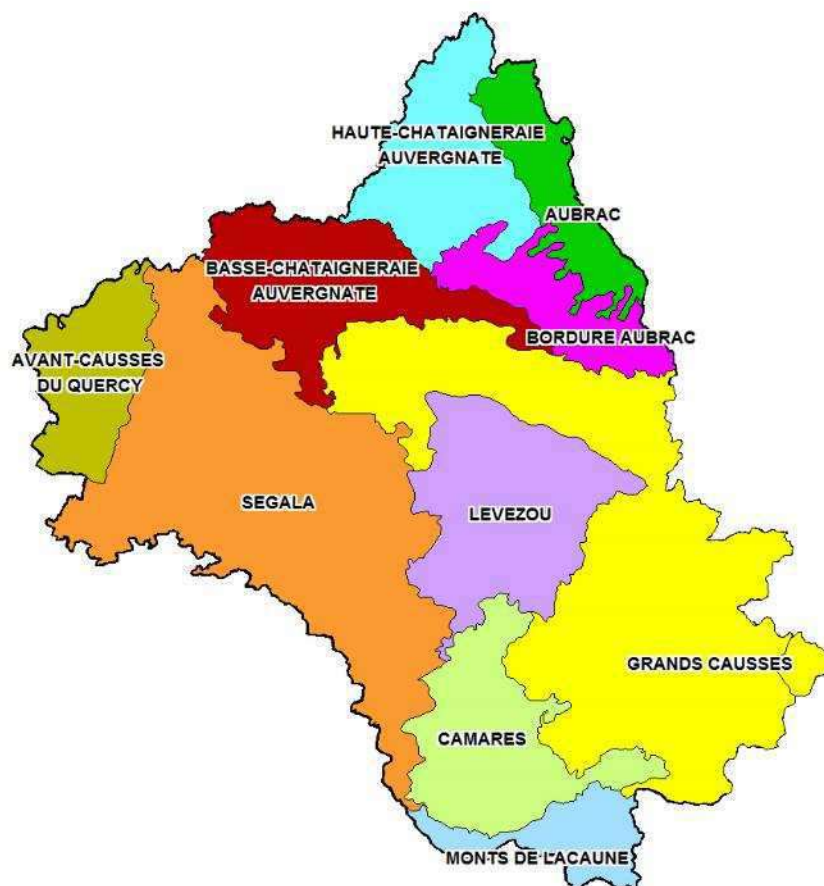 HAUTE-CHATAIGNERAIE
AUVERGNATE
AUBRAC
BASSE-CHATAIGNERAIE
AUVERGNATE
BORDURE AUBRAC
AVANT-CAUSSES
DU QUERCY
SEGALA
LEVEZOU
GRANDS CAUSSES
CAMARES
MONTS DE LACAUNE